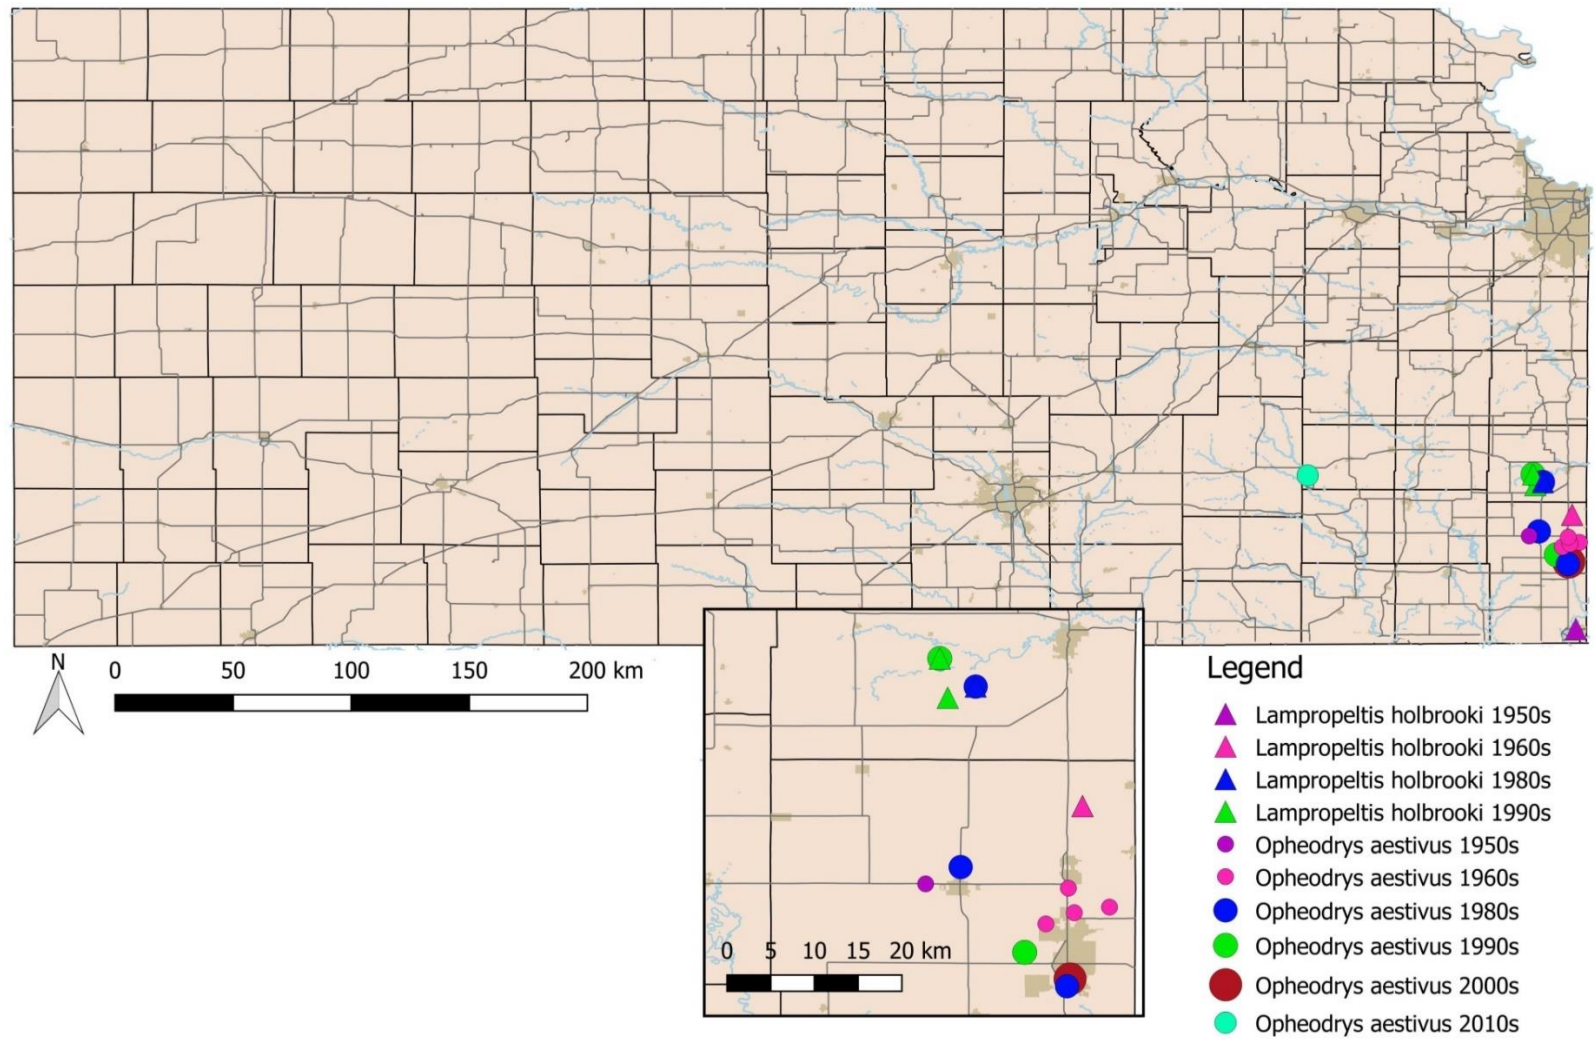 N
0 50 100 150 200 km
0 5 10 15 20 km
Legend
Lampropeltis holbrooki 1950s
Lampropeltis holbrooki 1960s
Lampropeltis holbrooki 1980s
Lampropeltis holbrooki 1990s
Opheodrys aestivus 1950s
Opheodrys aestivus 1960s
Opheodrys aestivus 1980s
Opheodrys aestivus 1990s
Opheodrys aestivus 2000s
Opheodrys aestivus 2010s